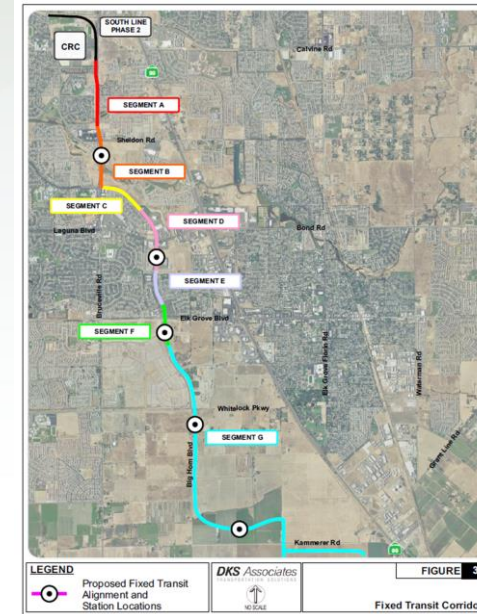 SOUTH LINE
PHASE 2
CRC
Calvine Rd
SEGMENT A
Sheldon Rd
SEGMENT B
SEGMENT C
SEGMENT D
Laguna Blvd
Bond Rd
SEGMENT E
Bruceville Rd
Elk Grove Blvd
SEGMENT F
Elk Grove Florin Rd
Waterman Rd
Whitelock Pkwy
SEGMENT G
Grant Line Rd
Big Horn Blvd
Kammerer Rd
LEGEND
Proposed Fixed Transit
Alignment and
Station Locations
DKS Associates
TRANSPORTATION SOLUTIONS
NO SCALE
FIGURE 3
Fixed Transit Corrido